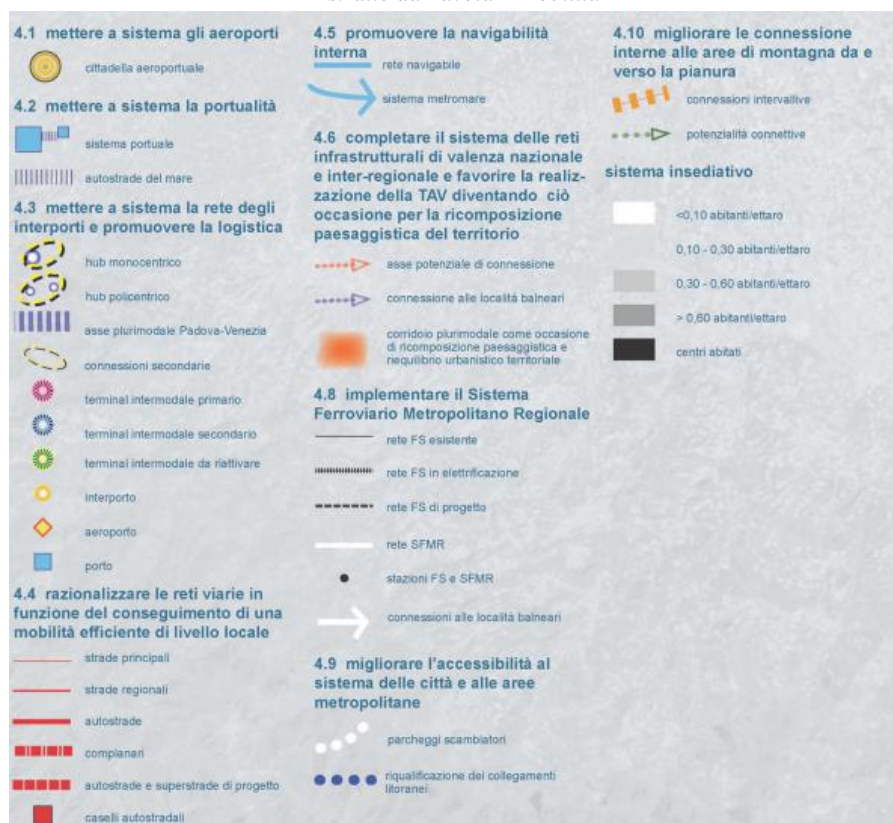 4.1 mettere a sistema gli aeroporti
cittadella aeroportuale
4.2 mettere a sistema la portualità
sistema portuale
autostrade del mare
4.3 mettere a sistema la rete degli
interporti e promuovere la logistica
hub monocentrico
hub policentrico
asse plurimodale Padova-Venezia
connessioni secondarie
terminal intermodale primario
terminal intermodale secondario
terminal intermodale da riattivare
interporto
aeroporto
porto
4.4 razionalizzare le reti viarie in
funzione del conseguimento di una
mobilità efficiente di livello locale
strade principali
strade regionali
autostrade
complanari
autostrade e superstrade di progetto
caselli autostradali
4.5 promuovere la navigabilità
interna
rete navigabile
sistema metromare
4.6 completare il sistema delle reti
infrastrutturali di valenza nazionale
e inter-regionale e favorire la realiz-
zazione della TAV diventando ciò
occasione per la ricomposizione
paesaggistica del territorio
asse potenziale di connessione
connessione alle località balneari
corridoio plurimodale come occasione
di ricomposizione paesaggistica e
riequilibrio urbanistico territoriale
4.8 implementare il Sistema
Ferroviario Metropolitano Regionale
rete FS esistente
rete FS in elettrificazione
rete FS di progetto
rete SFMR
stazioni FS e SFMR
connessioni alle località balneari
4.9 migliorare l'accessibilità al
sistema delle città e alle aree
metropolitane
parcheggi scambiatori
riqualificazione dei collegamenti
litoranei
4.10 migliorare le connessione
interne alle aree di montagna da e
verso la pianura
connessioni intervallive
potenzialità connettive
sistema insediativo
<0,10 abitanti/ettaro
0,10 - 0,30 abitanti/ettaro
0,30 - 0,60 abitanti/ettaro
> 0,60 abitanti/ettaro
centri abitati